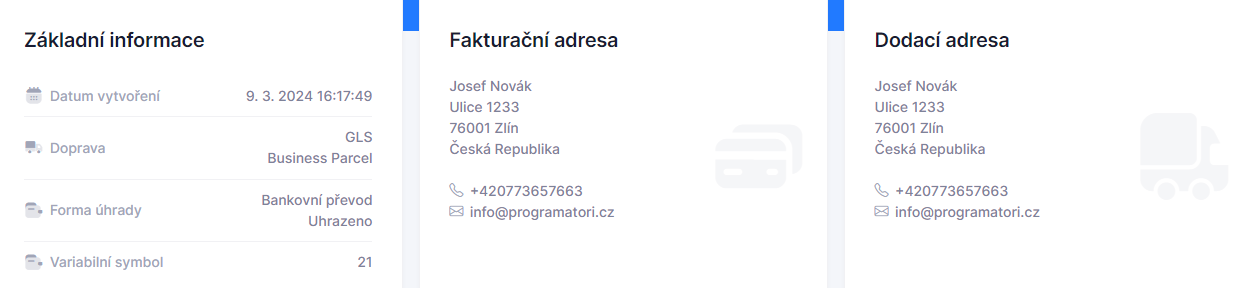 Základní informace
Datum vytvoření 9. 3. 2024 16:17:49
Doprava GLS
Business Parcel
Forma úhrady Bankovní převod
Uhrazeno
Variabilní symbol 21
Fakturační adresa
Josef Novák
Ulice 1233
76001 Zlín
Česká Republika
+420773657663
info@programatori.cz
Dodací adresa
Josef Novák
Ulice 1233
76001 Zlín
Česká Republika
+420773657663
info@programatori.cz